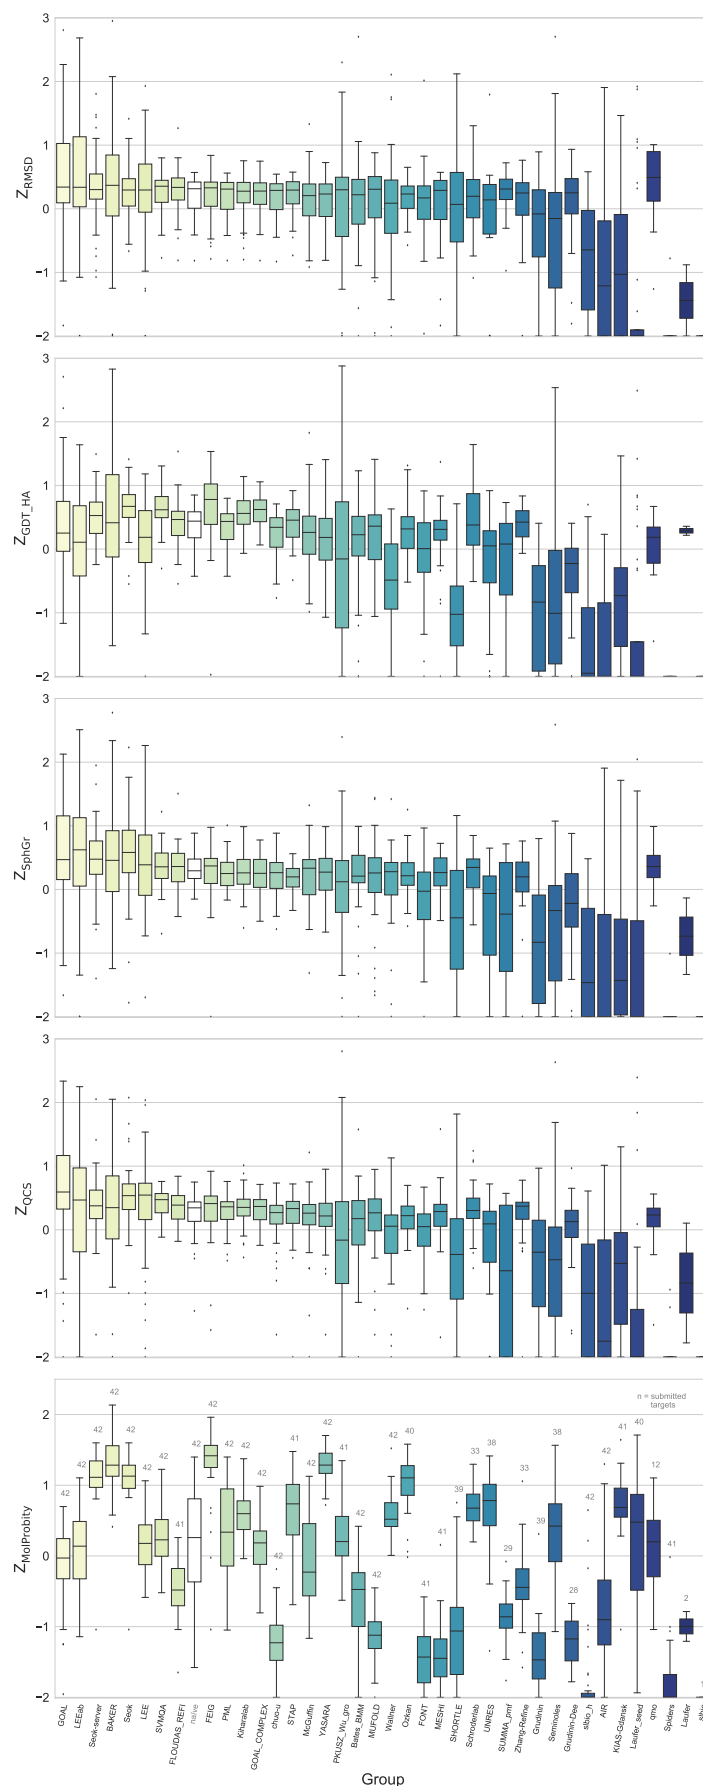 3
2
1
0
−1
−2
Z_RMSD
3
2
1
0
−1
−2
Z_GDT_HA
3
2
1
0
−1
−2
Z_SphGr
3
2
1
0
−1
−2
Z_QCS
n = submitted
targets
2
1
0
−1
−2
Z_MolProbity
42
42
42
42
42
42
42
41
42
42
42
42
42
42
41
42
42
42
42
40
41
41
39
33
38
29
33
39
38
28
42
42
41
40
12
41
2
1
GOAL
LEEab
Seok-server
BAKER
Seok
LEE
SVMQA
FLOUDAS_REFI
naive
FEIG
PML
Kiharalab
GOAL_COMPLEX
chuo-u
STAP
McGuffin
YASARA
PKUSZ_Wu_gro
Bates_BMM
MUFOLD
Wallner
Ozkan
FONT
MESHI
SHORTLE
Schroderlab
UNRES
SUMMA_pmf
Zhang-Refine
Grudinin
Seminoles
Grudinin-Dee
slbio_h
AIR
KIAS-Gdansk
Laufer_seed
qmo
Spiders
Laufer
Group